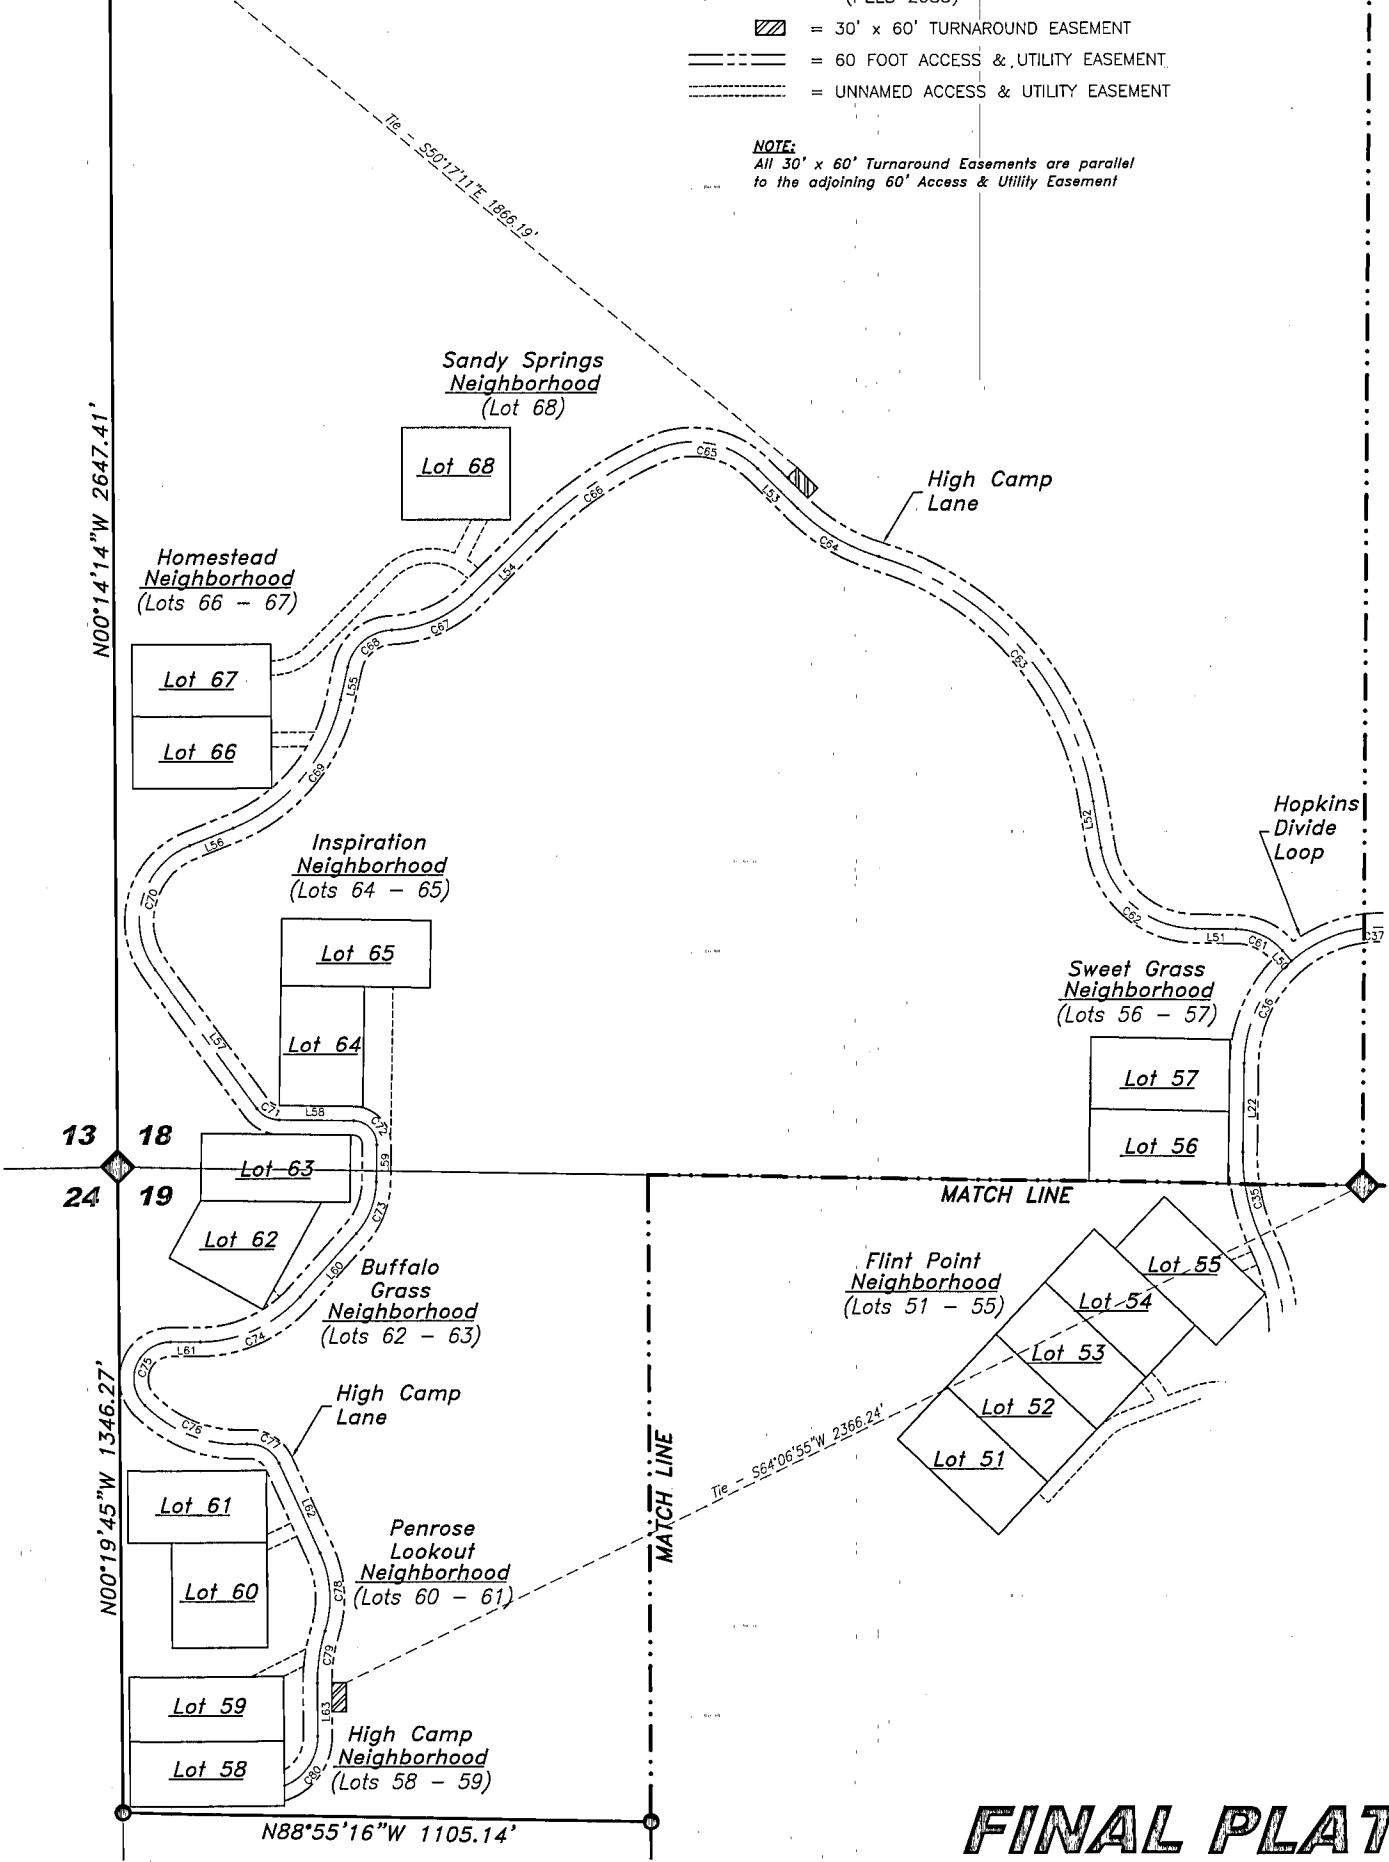 = 30' x 60' TURNAROUND EASEMENT
= 60 FOOT ACCESS & UTILITY EASEMENT
= UNNAMED ACCESS & UTILITY EASEMENT
NOTE:
All 30' x 60' Turnaround Easements are parallel
to the adjoining 60' Access & Utility Easement
Tie - S50°17'11"E 1866.19'
N00°14'14"W 2647.41'
Sandy Springs
Neighborhood
(Lot 68)
Lot 68
C65
C66
L53
C64
High Camp
Lane
Homestead
Neighborhood
(Lots 66 - 67)
L54
C67
C68
C63
Lot 67
L55
Lot 66
C69
L56
L52
Hopkins
Divide
Loop
Inspiration
Neighborhood
(Lots 64 - 65)
C70
C62
L51
C61
L50
C37
Lot 65
Sweet Grass
Neighborhood
(Lots 56 - 57)
C36
L57
Lot 64
Lot 57
C71
L58
C72
L22
13 18
Lot 56
Lot 63
L59
24 19
MATCH LINE
C35
C73
Lot 62
L60
Buffalo
Grass
Neighborhood
(Lots 62 - 63)
Flint Point
Neighborhood
(Lots 51 - 55)
Lot 55
Lot 54
Lot 53
Lot 52
Lot 51
C74
L61
C75
N00°19'45"W 1346.27'
High Camp
Lane
C76
C77
MATCH LINE
Tie - S64°06'55"W 2366.24'
Lot 61
L62
Penrose
Lookout
Neighborhood
(Lots 60 - 61)
Lot 60
C78
C79
Lot 59
L63
High Camp
Neighborhood
(Lots 58 - 59)
Lot 58
C80
N88°55'16"W 1105.14'
FINAL PLAT